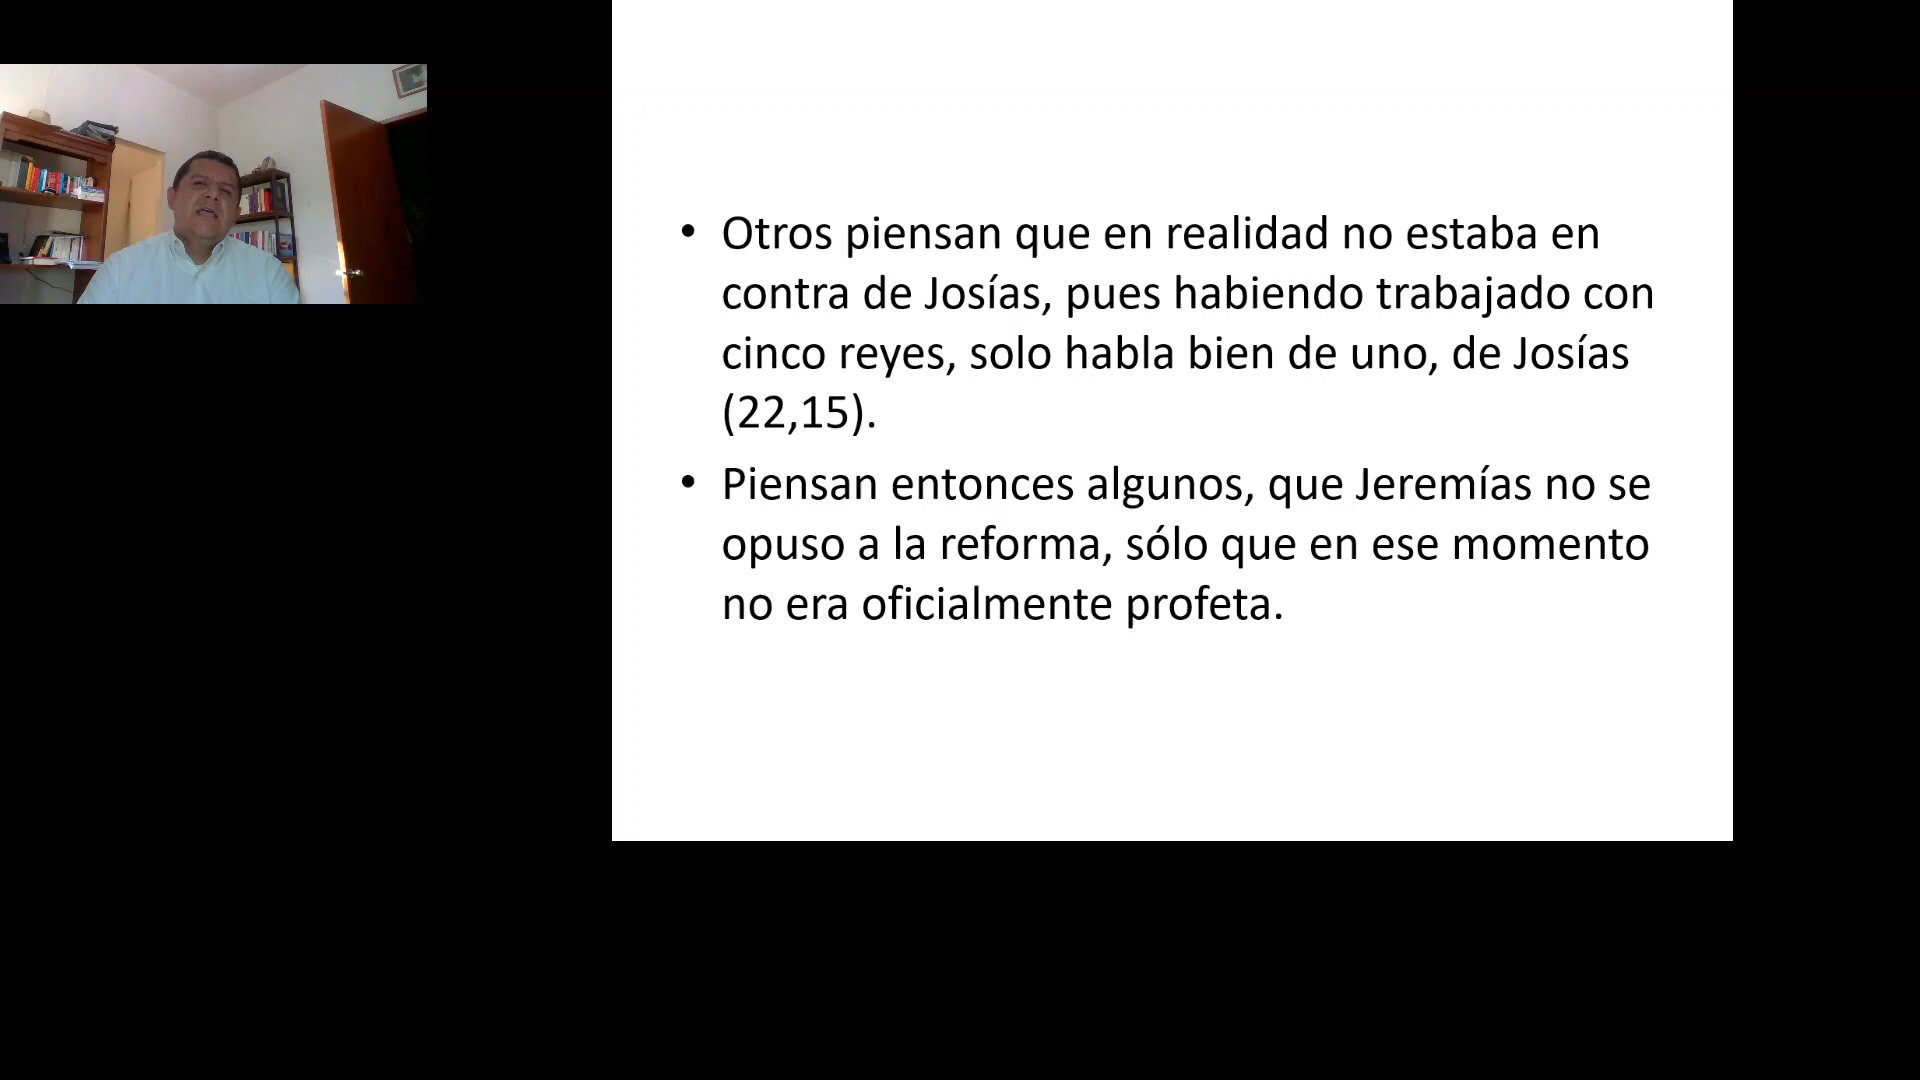 • Otros piensan que en realidad no estaba en
contra de Josías, pues habiendo trabajado con
cinco reyes, solo habla bien de uno, de Josías
(22,15).
• Piensan entonces algunos, que Jeremías no se
opuso a la reforma, sólo que en ese momento
no era oficialmente profeta.